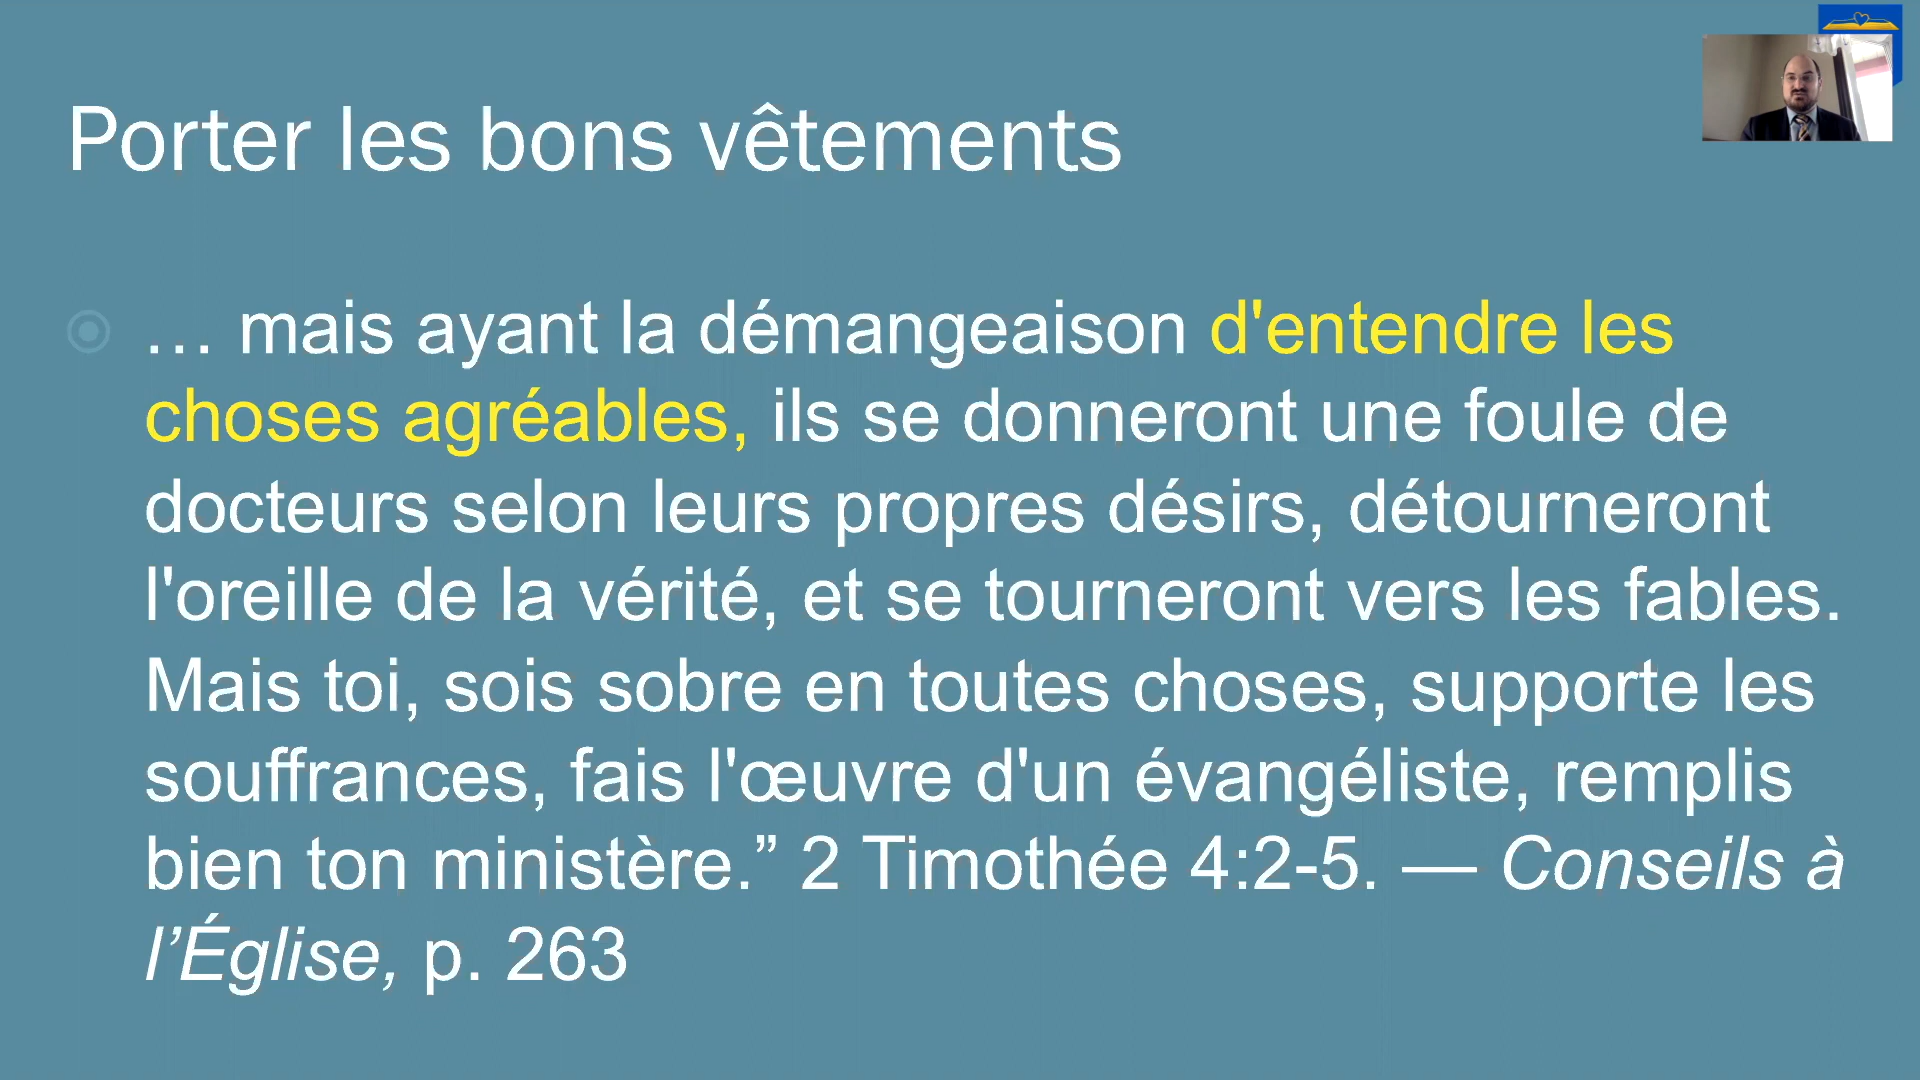 Porter les bons vêtements
… mais ayant la démangeaison d'entendre les
choses agréables, ils se donneront une foule de
docteurs selon leurs propres désirs, détourneront
l'oreille de la vérité, et se tourneront vers les fables.
Mais toi, sois sobre en toutes choses, supporte les
souffrances, fais l'œuvre d'un évangéliste, remplis
bien ton ministère.” 2 Timothée 4:2-5. — Conseils à
l’Église, p. 263